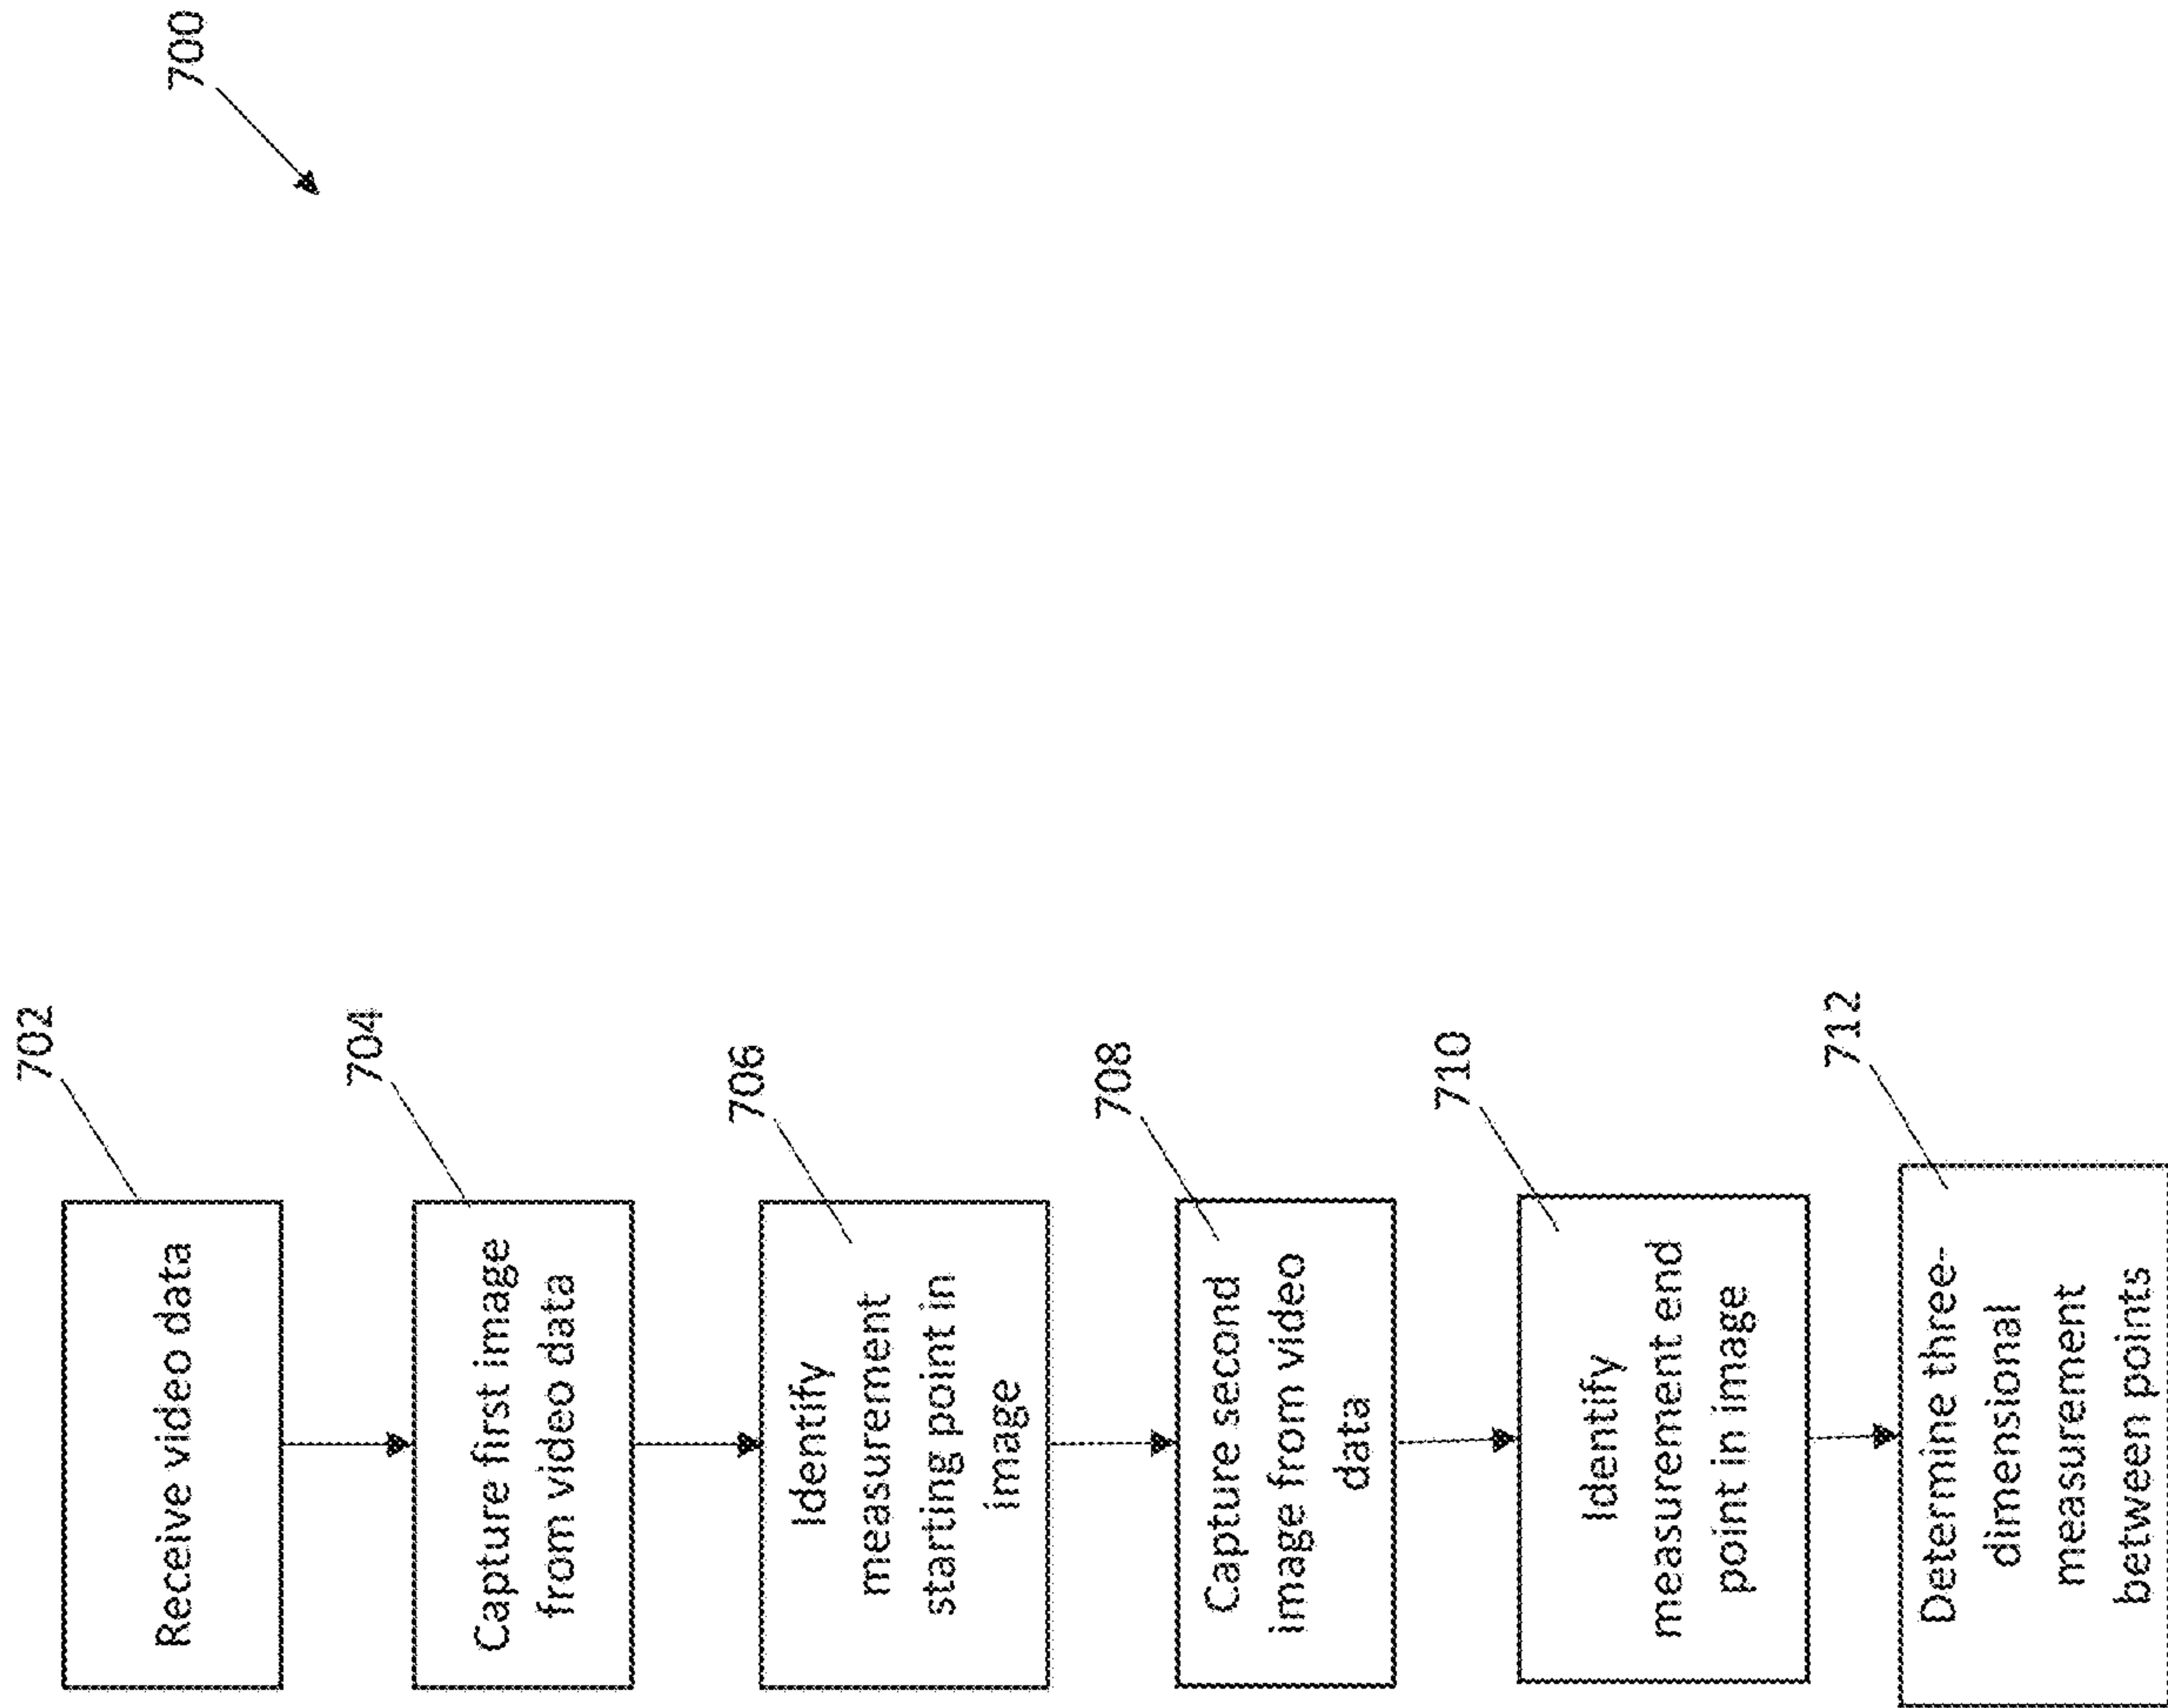 700
702
Receive video data
704
Capture first image
from video data
706
Identify
measurement
starting point in
image
708
Capture second
image from video
data
710
Identify
measurement end
point in image
712
Determine three-
dimensional
measurement
between points